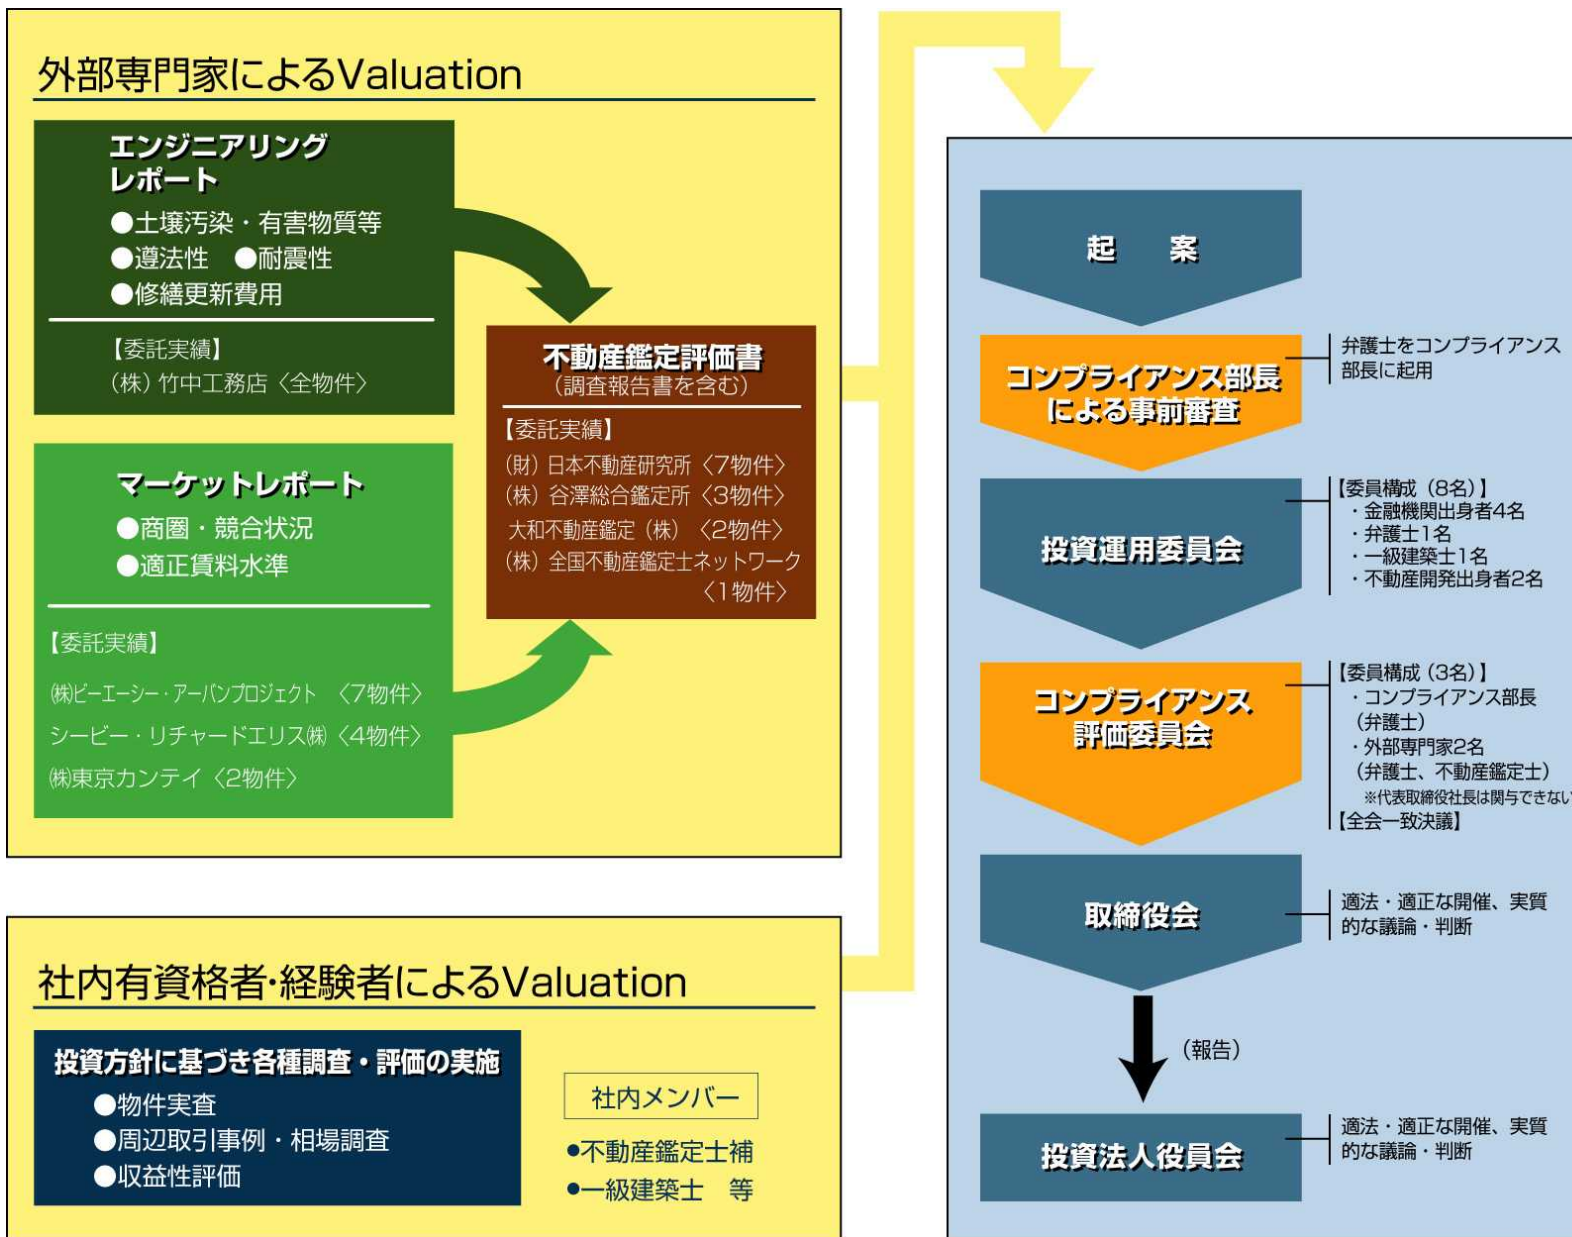 外部専門家によるValuation
エンジニアリング
レポート
●土壌汚染・有害物質等
●遵法性 ●耐震性
●修繕更新費用
【委託実績】
(株)竹中工務店〈全物件〉
マーケットレポート
●商圏・競合状況
●適正賃料水準
【委託実績】
㈱ピーエーシー・アーバンプロジェクト 〈7物件〉
シービー・リチャードエリス㈱〈4物件〉
㈱東京カンテイ〈2物件〉
不動産鑑定評価書
(調査報告書を含む)
【委託実績】
(財)日本不動産研究所〈7物件〉
(株)谷澤総合鑑定所〈3物件〉
大和不動産鑑定(株)〈2物件〉
(株)全国不動産鑑定士ネットワーク
〈1物件〉
社内有資格者・経験者によるValuation
投資方針に基づき各種調査・評価の実施
●物件実査
●周辺取引事例・相場調査
●収益性評価
社内メンバー
●不動産鑑定士補
●一級建築士 等
起 案
コンプライアンス部長
による事前審査
弁護士をコンプライアンス
部長に起用
投資運用委員会
【委員構成(8名)】
・金融機関出身者4名
・弁護士1名
・一級建築士1名
・不動産開発出身者2名
コンプライアンス
評価委員会
【委員構成(3名)】
・コンプライアンス部長
(弁護士)
・外部専門家2名
(弁護士、不動産鑑定士)
※代表取締役社長は関与できない
【全会一致決議】
取締役会
適法・適正な開催、実質
的な議論・判断
(報告)
投資法人役員会
適法・適正な開催、実質
的な議論・判断